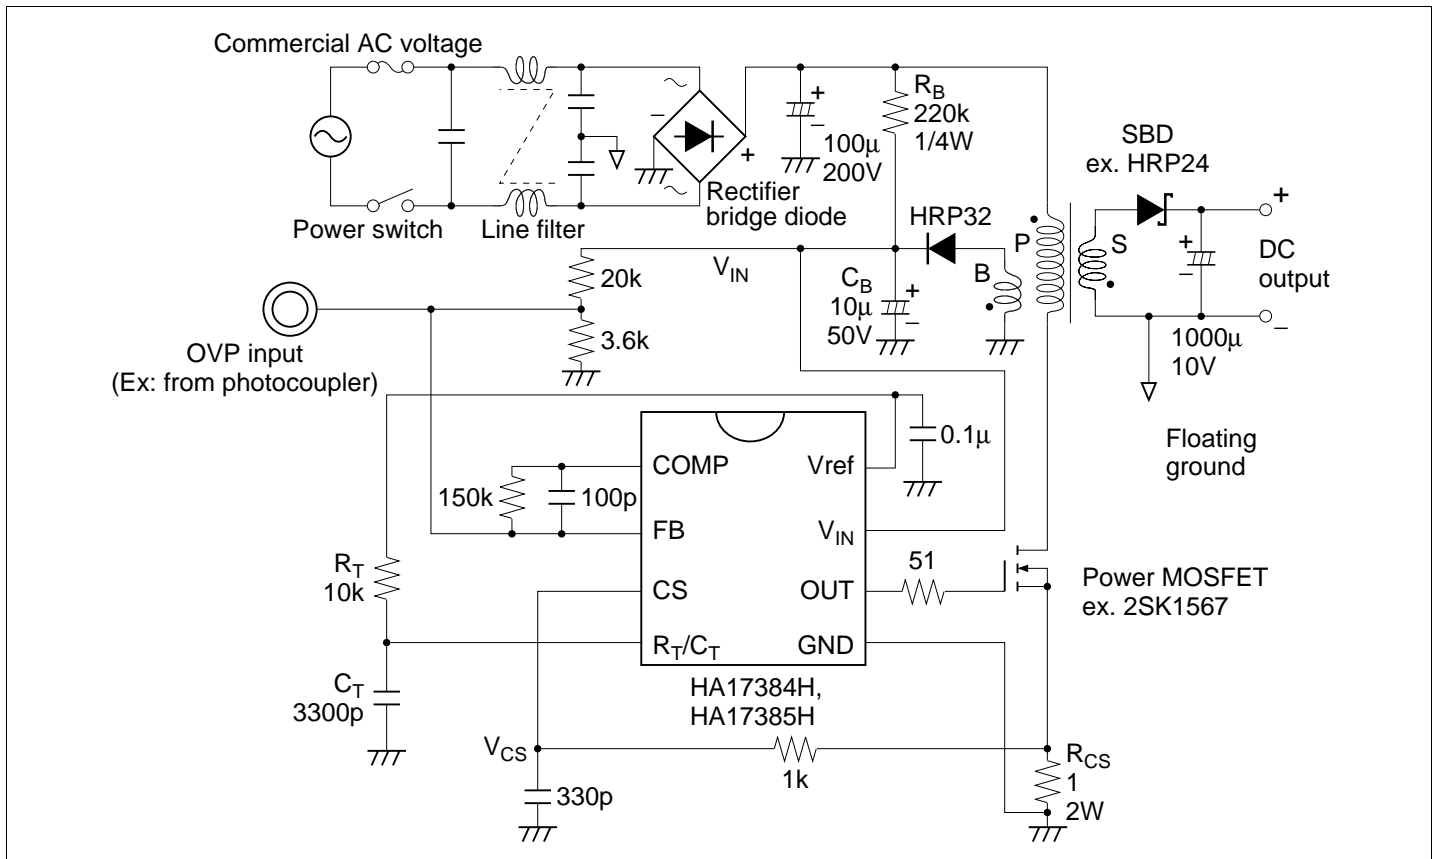 Commercial AC voltage
Power switch
Line filter
−
+
Rectifier
bridge diode
+
−
100μ
200V
R_B
220k
1/4W
HRP32
P
B
S
SBD
ex. HRP24
+
−
+
−
DC
output
1000μ
10V
Floating
ground
V_IN
20k
3.6k
C_B
10μ
50V
+
−
OVP input
(Ex: from photocoupler)
0.1μ
COMP
FB
CS
R_T/C_T
Vref
V_IN
OUT
GND
150k
100p
R_T
10k
C_T
3300p
51
Power MOSFET
ex. 2SK1567
HA17384H,
HA17385H
V_CS
330p
1k
R_CS
1
2W